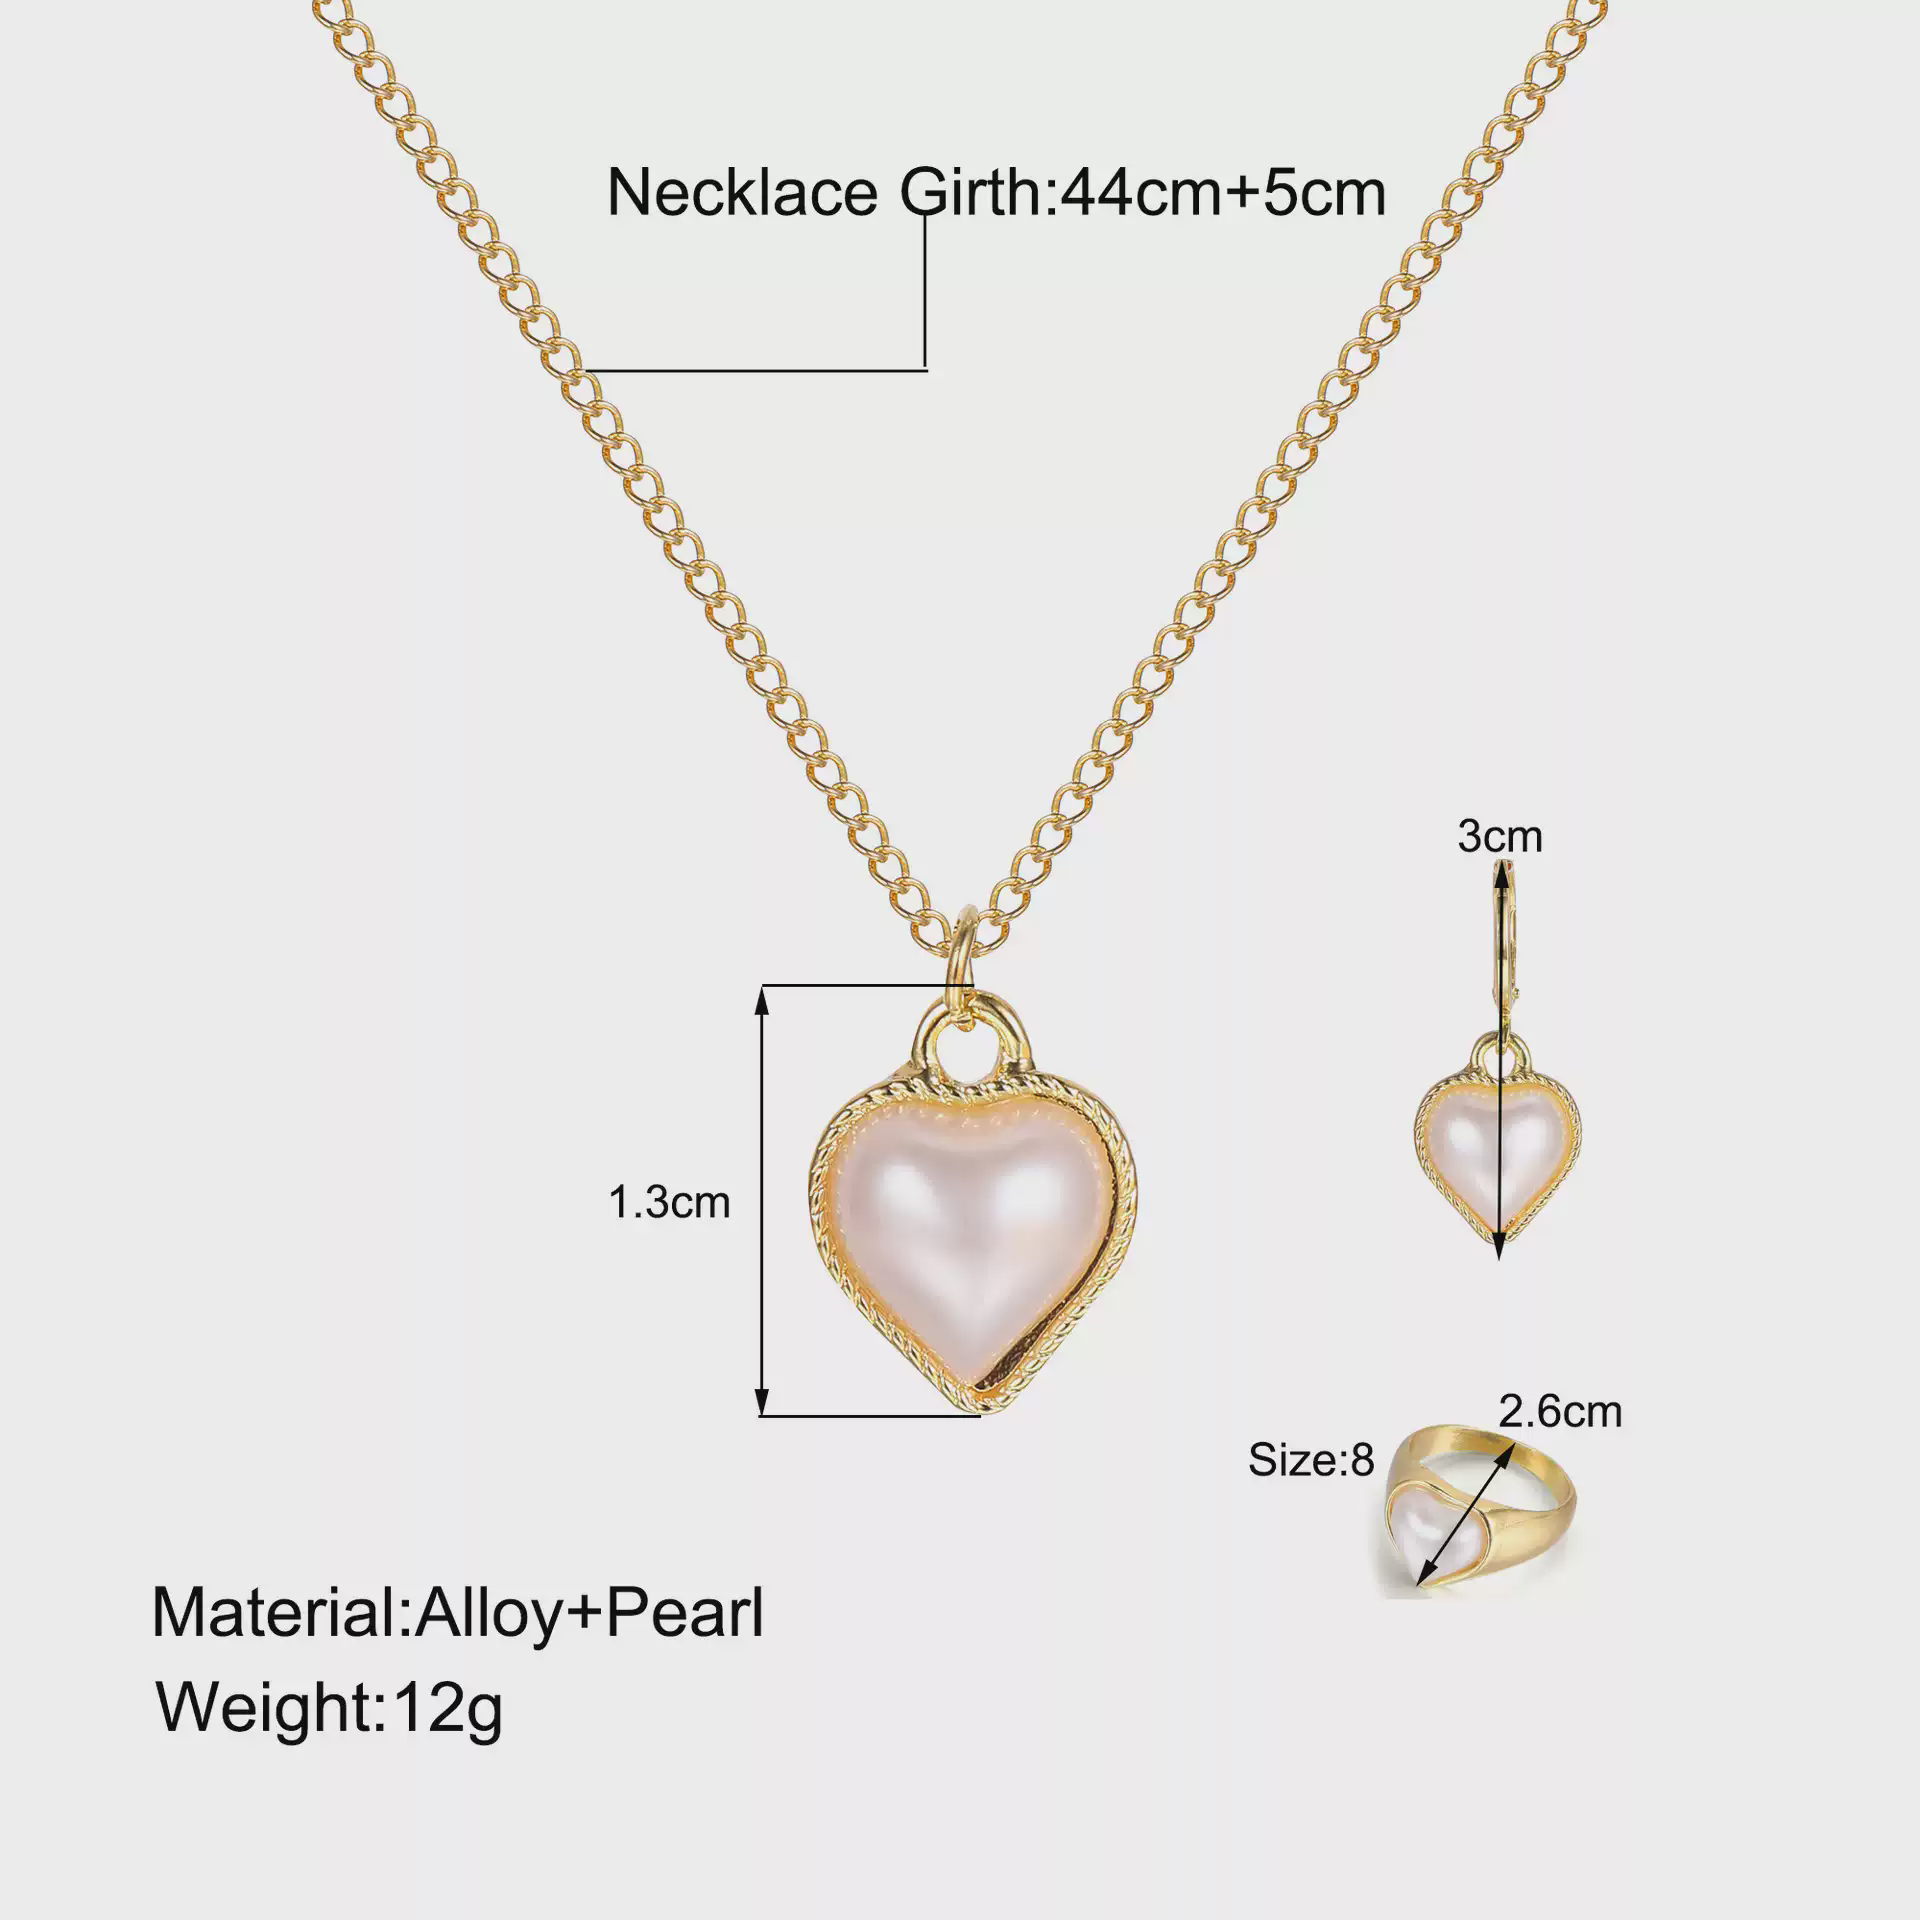 Necklace Girth:44cm+5cm
3cm
1.3cm
2.6cm
Size:8
Material:Alloy+Pearl
Weight:12g